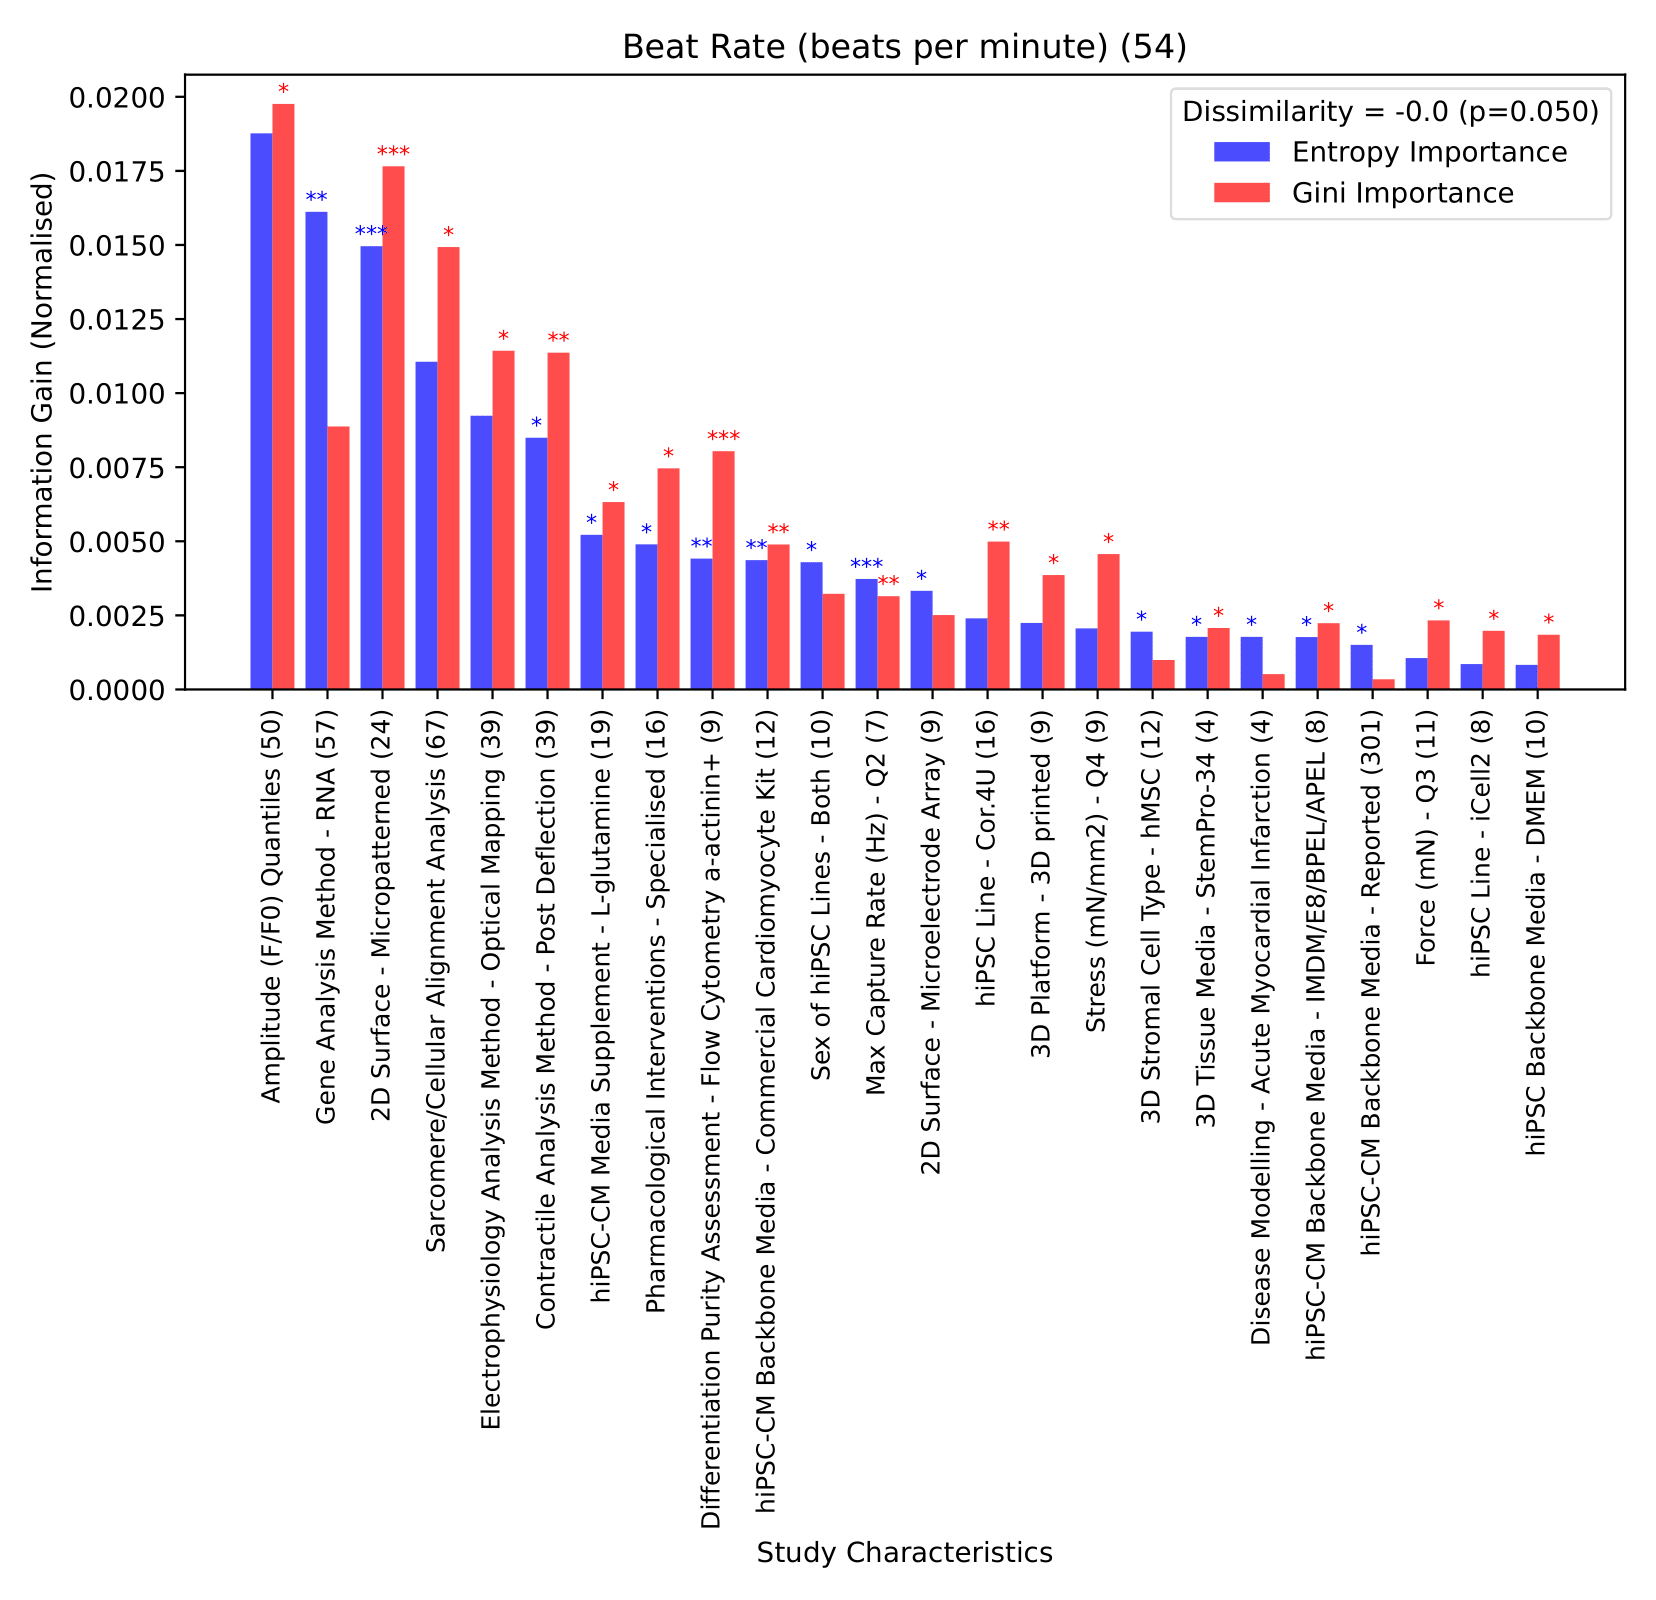 Beat Rate (beats per minute) (54)
Dissimilarity = -0.0 (p=0.050)
Entropy Importance
Gini Importance
Information Gain (Normalised)
0.0200
0.0175
0.0150
0.0125
0.0100
0.0075
0.0050
0.0025
0.0000
*
**
***
***
*
*
*
**
*
*
*
*
**
***
**
**
*
***
**
*
**
*
*
*
*
*
*
*
*
*
*
*
*
Amplitude (F/F0) Quantiles (50)
Gene Analysis Method - RNA (57)
2D Surface - Micropatterned (24)
Sarcomere/Cellular Alignment Analysis (67)
Electrophysiology Analysis Method - Optical Mapping (39)
Contractile Analysis Method - Post Deflection (39)
hiPSC-CM Media Supplement - L-glutamine (19)
Pharmacological Interventions - Specialised (16)
Differentiation Purity Assessment - Flow Cytometry a-actinin+ (9)
hiPSC-CM Backbone Media - Commercial Cardiomyocyte Kit (12)
Sex of hiPSC Lines - Both (10)
Max Capture Rate (Hz) - Q2 (7)
2D Surface - Microelectrode Array (9)
hiPSC Line - Cor.4U (16)
3D Platform - 3D printed (9)
Stress (mN/mm2) - Q4 (9)
3D Stromal Cell Type - hMSC (12)
3D Tissue Media - StemPro-34 (4)
Disease Modelling - Acute Myocardial Infarction (4)
hiPSC-CM Backbone Media - IMDM/E8/BPEL/APEL (8)
hiPSC-CM Backbone Media - Reported (301)
Force (mN) - Q3 (11)
hiPSC Line - iCell2 (8)
hiPSC Backbone Media - DMEM (10)
Study Characteristics